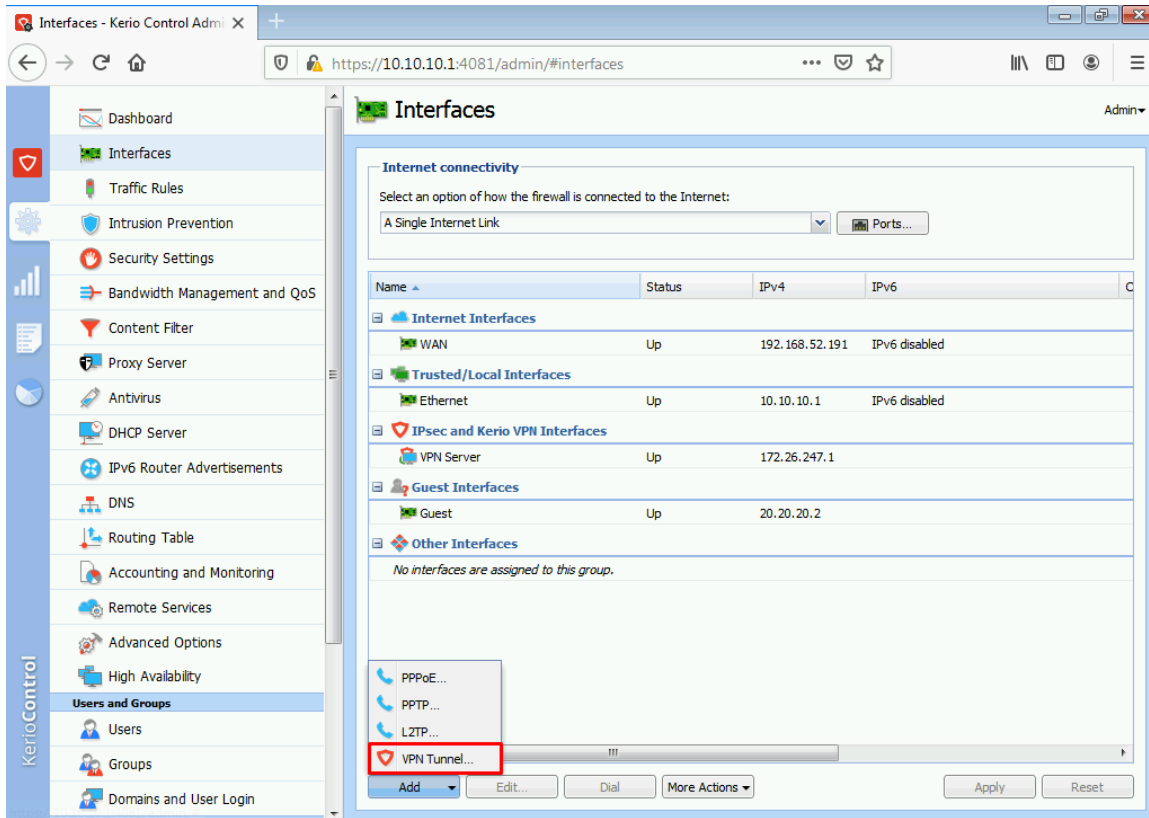 Interfaces - Kerio Control Admi
https://10.10.10.1:4081/admin/#interfaces
Dashboard
Interfaces
Traffic Rules
Intrusion Prevention
Security Settings
Bandwidth Management and QoS
Content Filter
Proxy Server
Antivirus
DHCP Server
IPv6 Router Advertisements
DNS
Routing Table
Accounting and Monitoring
Remote Services
Advanced Options
High Availability
Users and Groups
Users
Groups
Domains and User Login
KerioControl
Interfaces
Admin
Internet connectivity
Select an option of how the firewall is connected to the Internet:
A Single Internet Link
Ports...
Name Status IPv4 IPv6 C
Internet Interfaces
WAN Up 192.168.52.191 IPv6 disabled
Trusted/Local Interfaces
Ethernet Up 10.10.10.1 IPv6 disabled
IPsec and Kerio VPN Interfaces
VPN Server Up 172.26.247.1
Guest Interfaces
Guest Up 20.20.20.2
Other Interfaces
No interfaces are assigned to this group.
PPPoE...
PPTP...
L2TP...
VPN Tunnel...
Add Edit... Dial More Actions Apply Reset